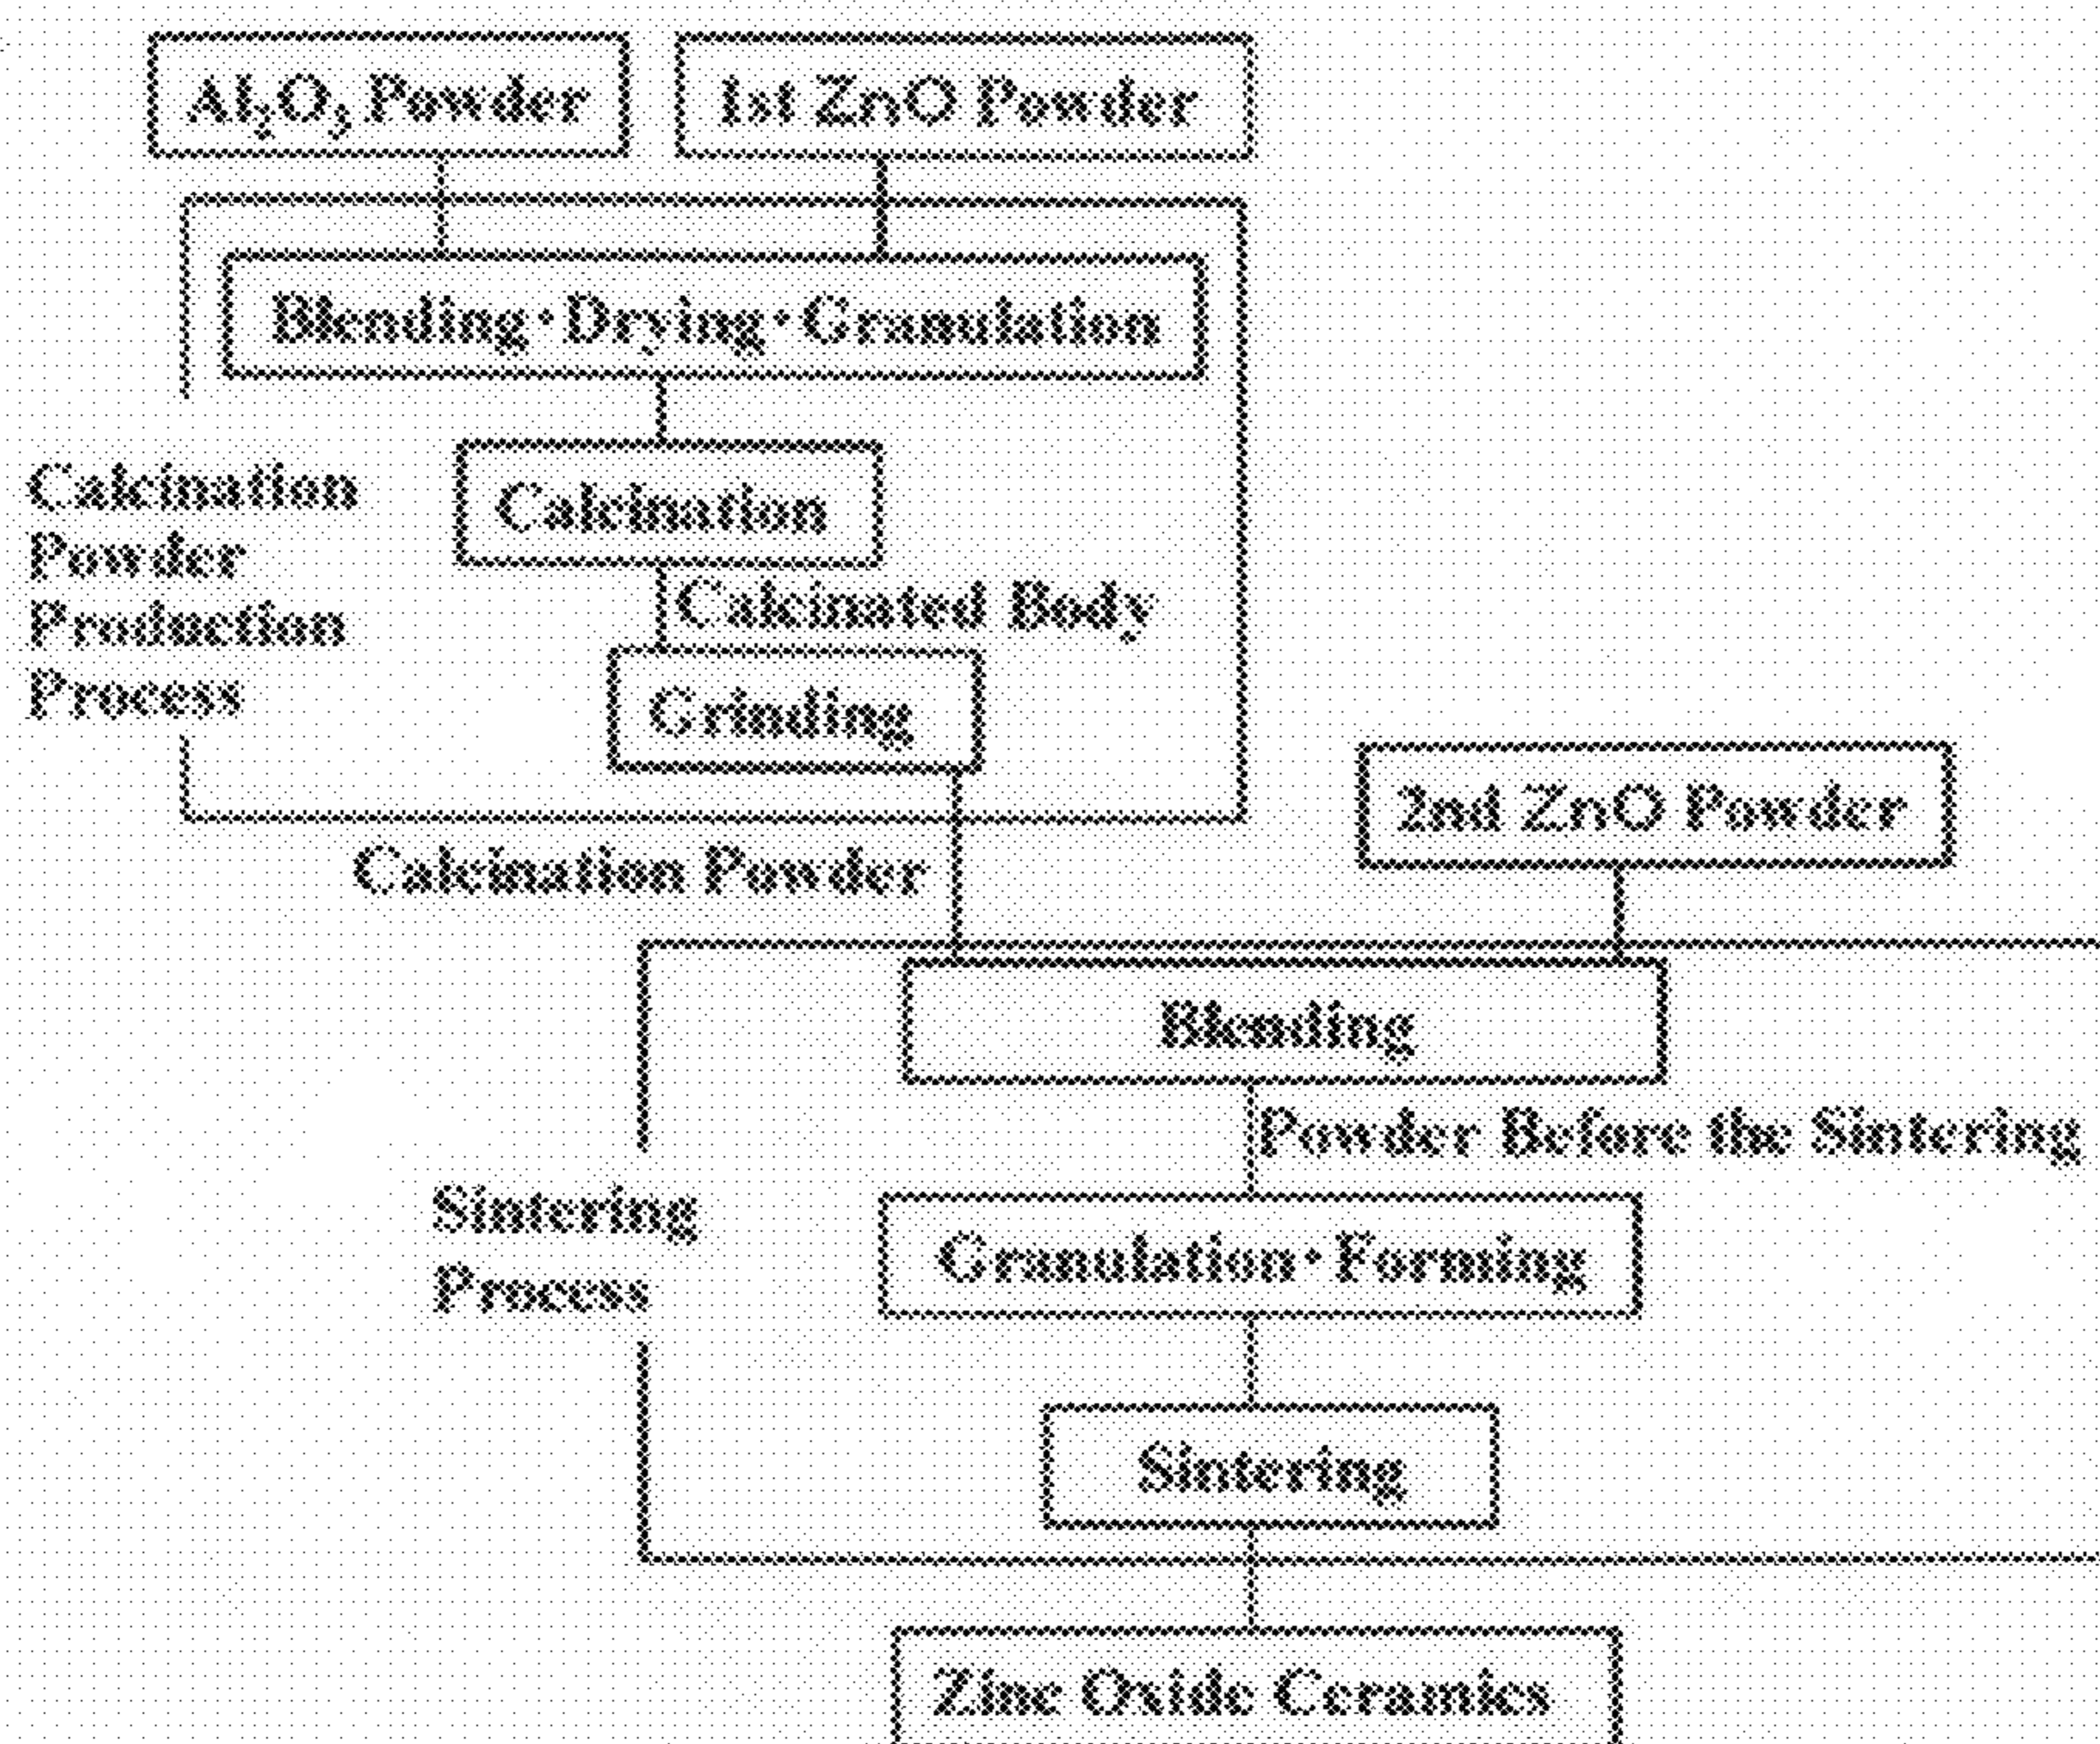 Al₂O₃ Powder
1st ZnO Powder
Blending·Drying·Granulation
Calcination
Powder
Production
Process
Calcination
Calcinated Body
Grinding
2nd ZnO Powder
Calcination Powder
Blending
Powder Before the Sintering
Sintering
Process
Granulation·Forming
Sintering
Zinc Oxide Ceramics